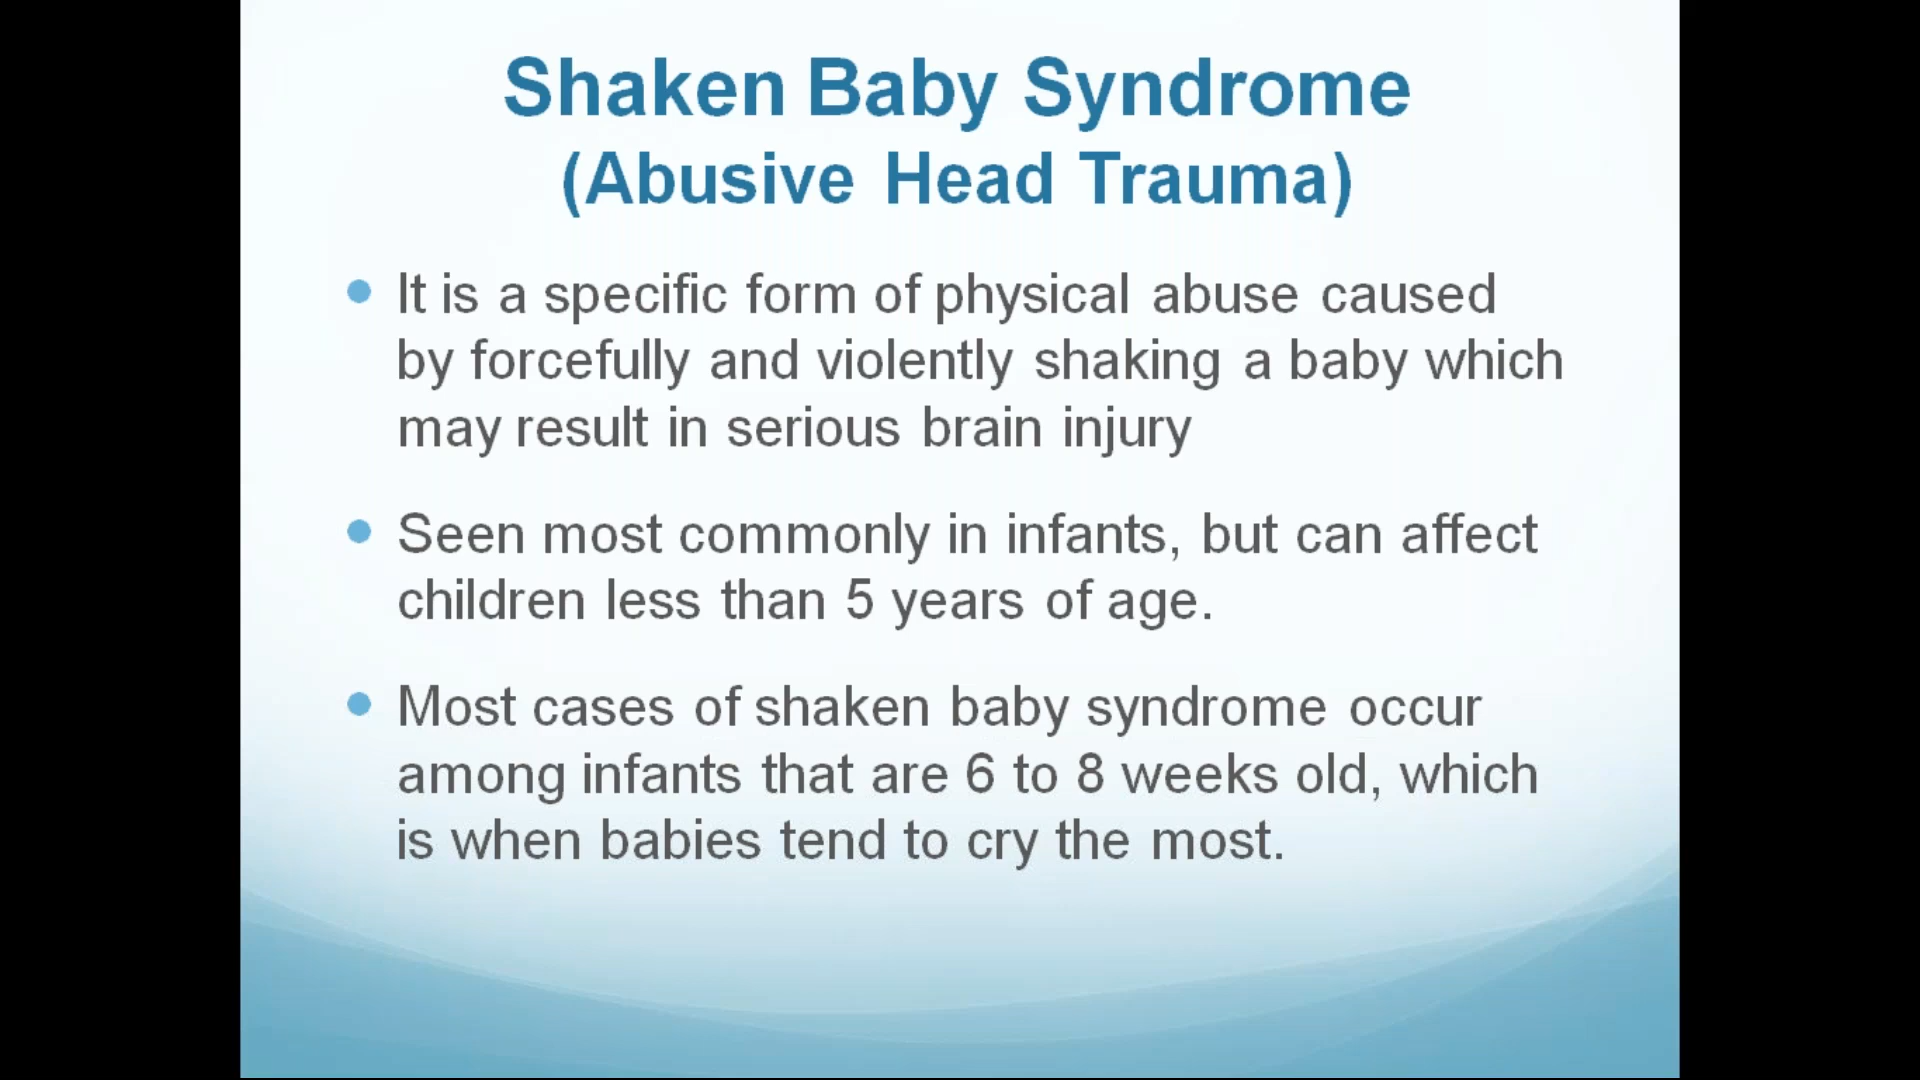 Shaken Baby Syndrome
(Abusive Head Trauma)
It is a specific form of physical abuse caused
by forcefully and violently shaking a baby which
may result in serious brain injury
Seen most commonly in infants, but can affect
children less than 5 years of age.
Most cases of shaken baby syndrome occur
among infants that are 6 to 8 weeks old, which
is when babies tend to cry the most.